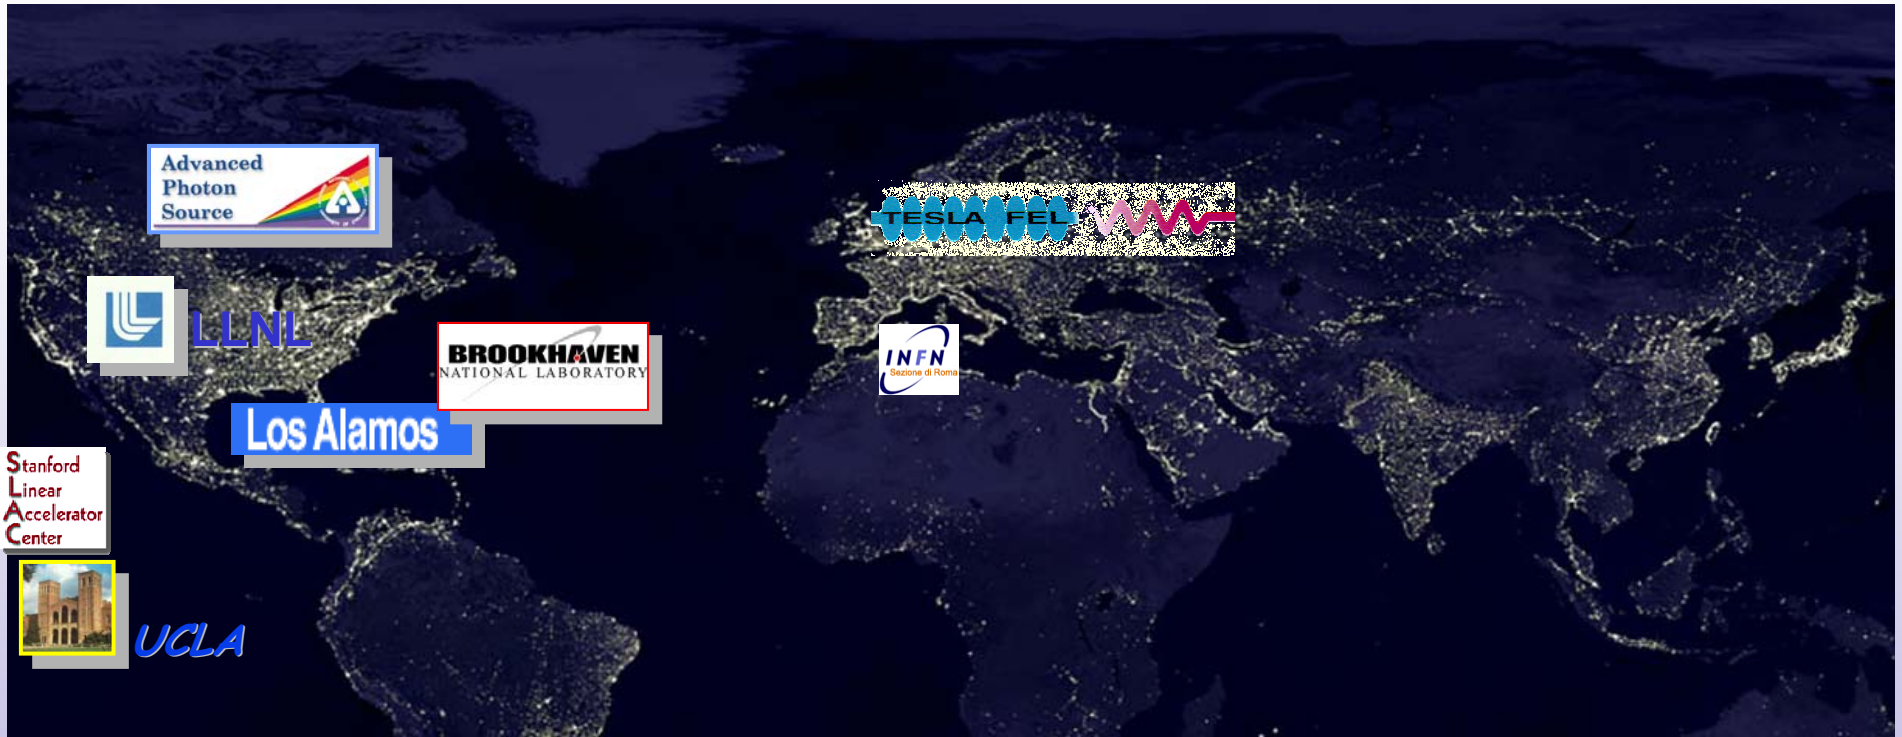 Advanced
Photon
Source
TESLA FEL
LLNL
BROOKHAVEN
NATIONAL LABORATORY
INFN
Sezione di Roma
Los Alamos
Stanford
Linear
Accelerator
Center
UCLA